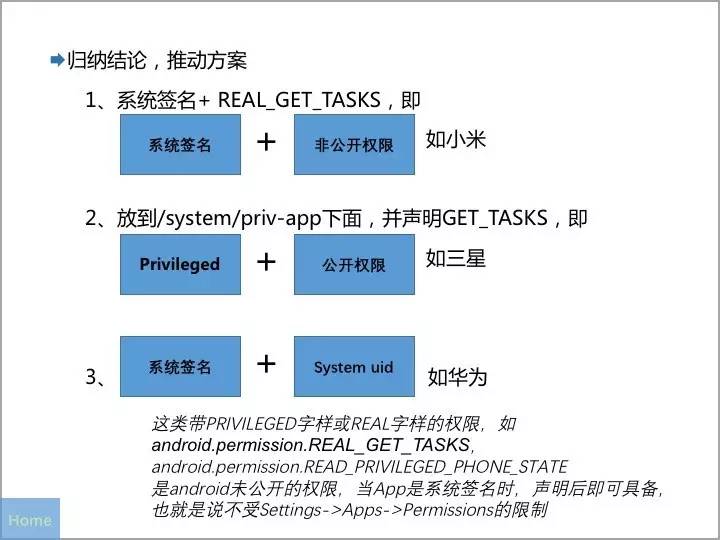 归纳结论，推动方案
1、系统签名+ REAL_GET_TASKS，即
系统签名 + 非公开权限 如小米
2、放到/system/priv-app下面，并声明GET_TASKS，即
Privileged + 公开权限 如三星
3、 系统签名 + System uid 如华为
这类带PRIVILEGED字样或REAL字样的权限，如
android.permission.REAL_GET_TASKS，
android.permission.READ_PRIVILEGED_PHONE_STATE
是android未公开的权限，当App是系统签名时，声明后即可具备，
也就是说不受Settings->Apps->Permissions的限制
Home